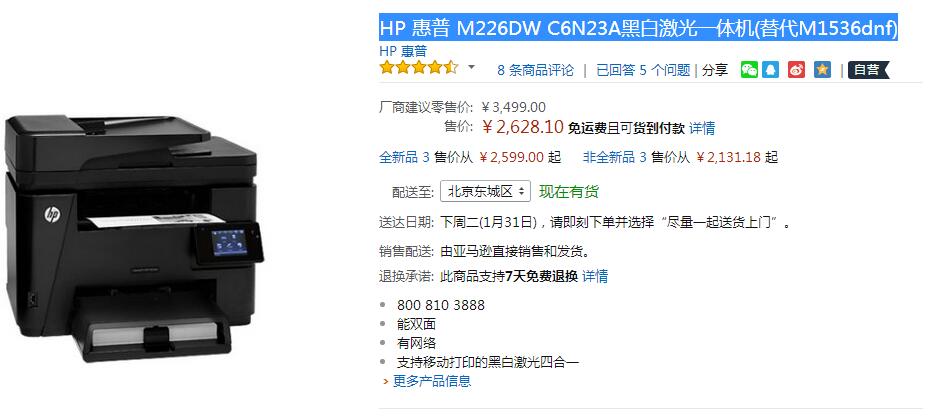 HP 惠普 M226DW C6N23A黑白激光一体机(替代M1536dnf)
HP 惠普
8 条商品评论 | 已回答 5 个问题 | 分享 自营
厂商建议零售价: ￥3,499.00
售价: ￥2,628.10 免运费且可货到付款 详情
全新品 3 售价从 ￥2,599.00 起 非全新品 3 售价从 ￥2,131.18 起
配送至: 北京东城区 现在有货
送达日期: 下周二(1月31日)，请即刻下单并选择“尽量一起送货上门”。
销售配送: 由亚马逊直接销售和发货。
退换承诺: 此商品支持7天免费退换 详情
800 810 3888
能双面
有网络
支持移动打印的黑白激光四合一
› 更多产品信息
hp